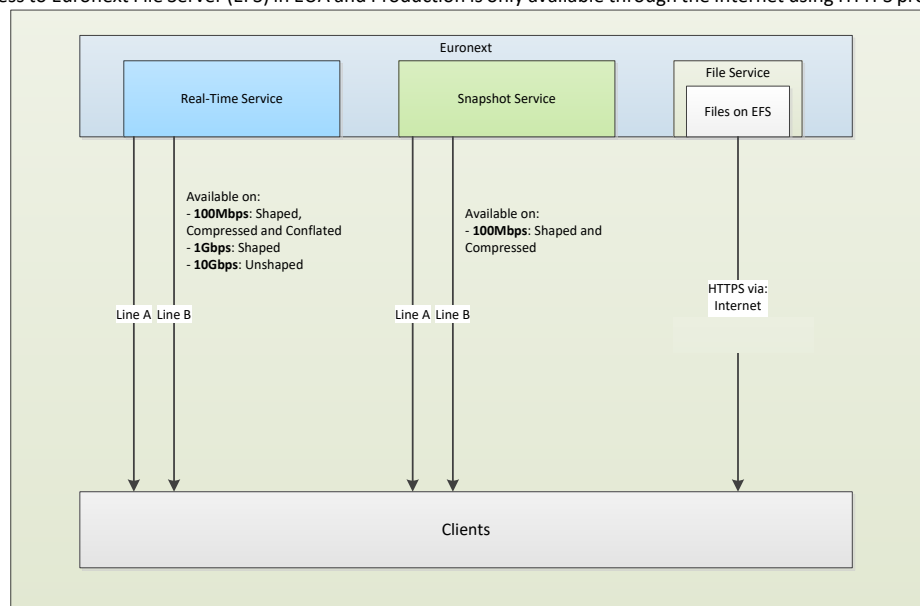 to Euronext File Server (EFS) in EUA and Production is only available through the Internet using HTTPS
Euronext
Real-Time Service
Snapshot Service
File Service
Files on EFS
Available on:
- 100Mbps: Shaped,
Compressed and Conflated
- 1Gbps: Shaped
- 10Gbps: Unshaped
Available on:
- 100Mbps: Shaped and
Compressed
HTTPS via:
Internet
Line A Line B
Line A Line B
Clients